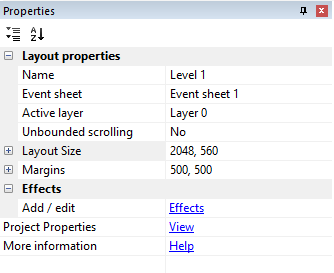 Properties
A
Z
Layout properties
Name Level 1
Event sheet Event sheet 1
Active layer Layer 0
Unbounded scrolling No
Layout Size 2048, 560
Margins 500, 500
Effects
Add / edit Effects
Project Properties View
More information Help